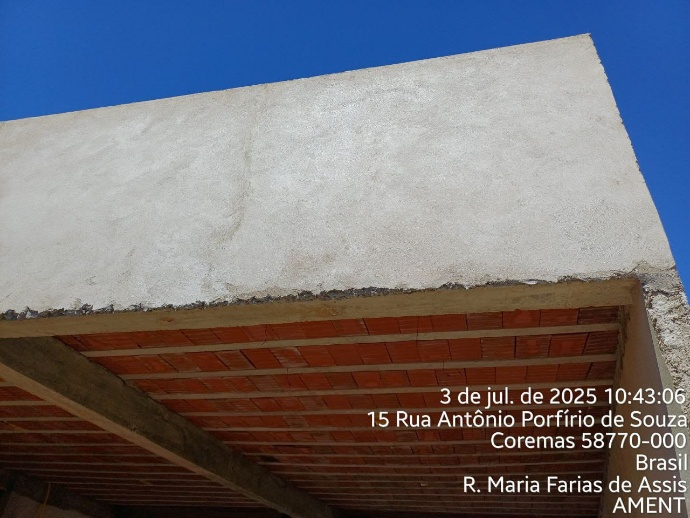 3 de jul. de 2025 10:43:06
15 Rua Antônio Porfírio de Souza
Coremas 58770-000
Brasil
R. Maria Farias de Assis
AMENT